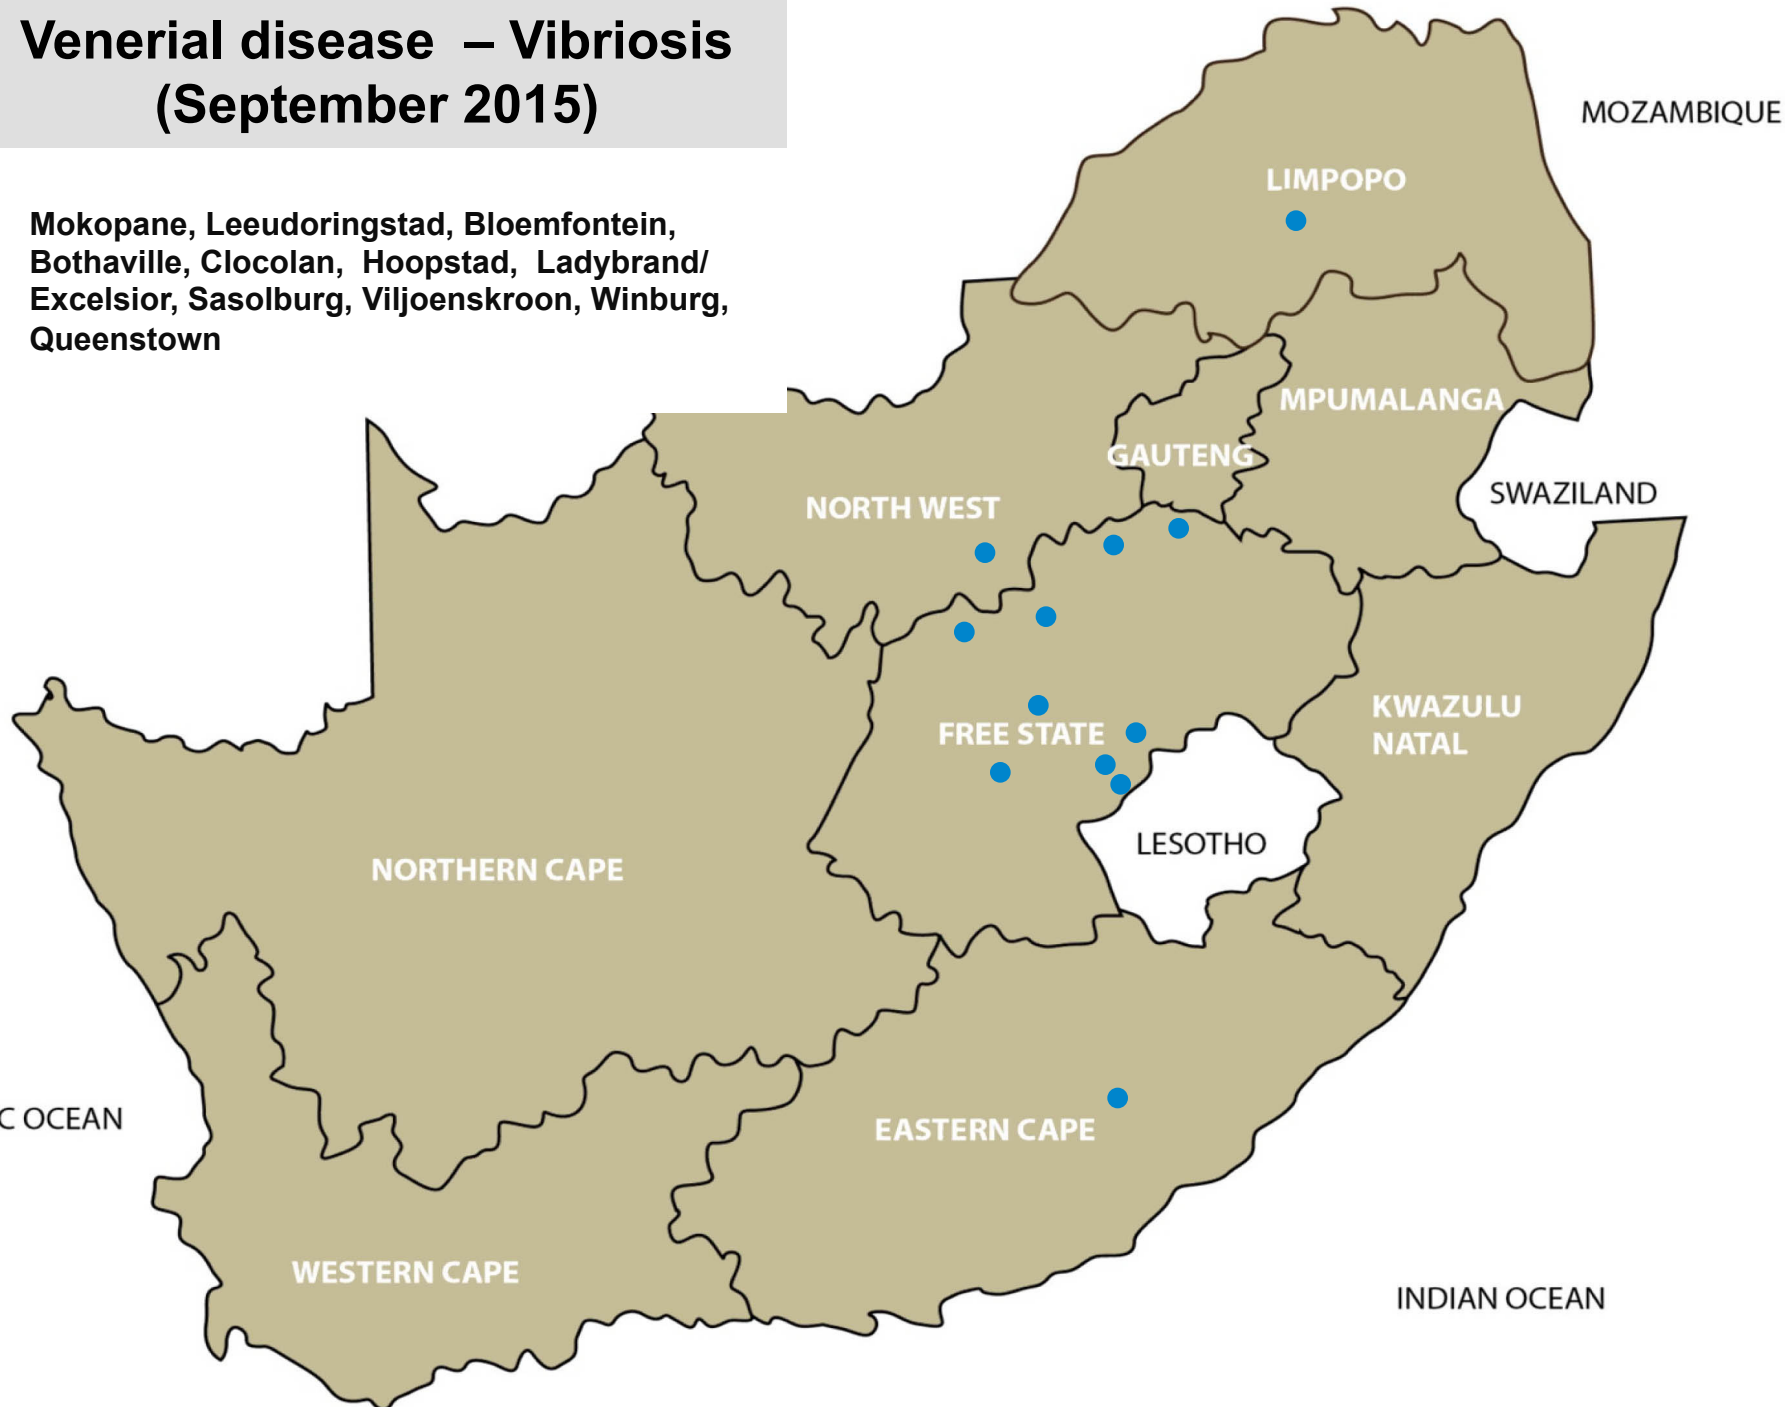 Venerial disease – Vibriosis
(September 2015)
Mokopane, Leeudoringstad, Bloemfontein,
Bothaville, Clocolan, Hoopstad, Ladybrand/
Excelsior, Sasolburg, Viljoenskroon, Winburg,
Queenstown
MOZAMBIQUE
LIMPOPO
MPUMALANGA
GAUTENG
SWAZILAND
NORTH WEST
KWAZULU
NATAL
FREE STATE
LESOTHO
NORTHERN CAPE
C OCEAN
EASTERN CAPE
WESTERN CAPE
INDIAN OCEAN